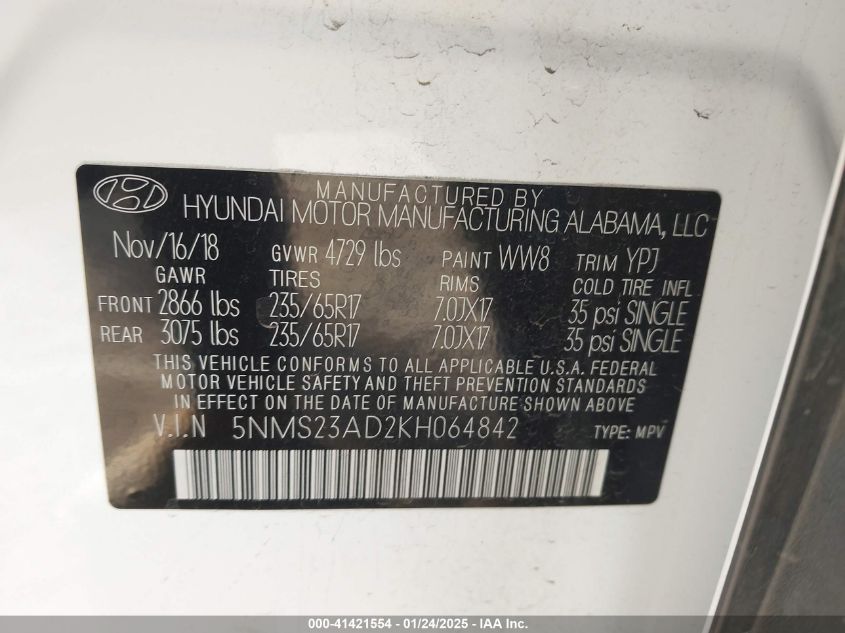 MANUFACTURED BY
HYUNDAI MOTOR MANUFACTURING ALABAMA, LLC
Nov/16/18 GVWR 4729 lbs PAINT WW8 TRIM YPJ
GAWR TIRES RIMS COLD TIRE INFL
FRONT 2866 lbs 235/65R17 7.0JX17 35 psi SINGLE
REAR 3075 lbs 235/65R17 7.0JX17 35 psi SINGLE
THIS VEHICLE CONFORMS TO ALL APPLICABLE U.S.A. FEDERAL
MOTOR VEHICLE SAFETY AND THEFT PREVENTION STANDARDS
IN EFFECT ON THE DATE OF MANUFACTURE SHOWN ABOVE
V.I.N 5NMS23AD2KH064842 TYPE: MPV
000-41421554 - 01/24/2025 - IAA Inc.